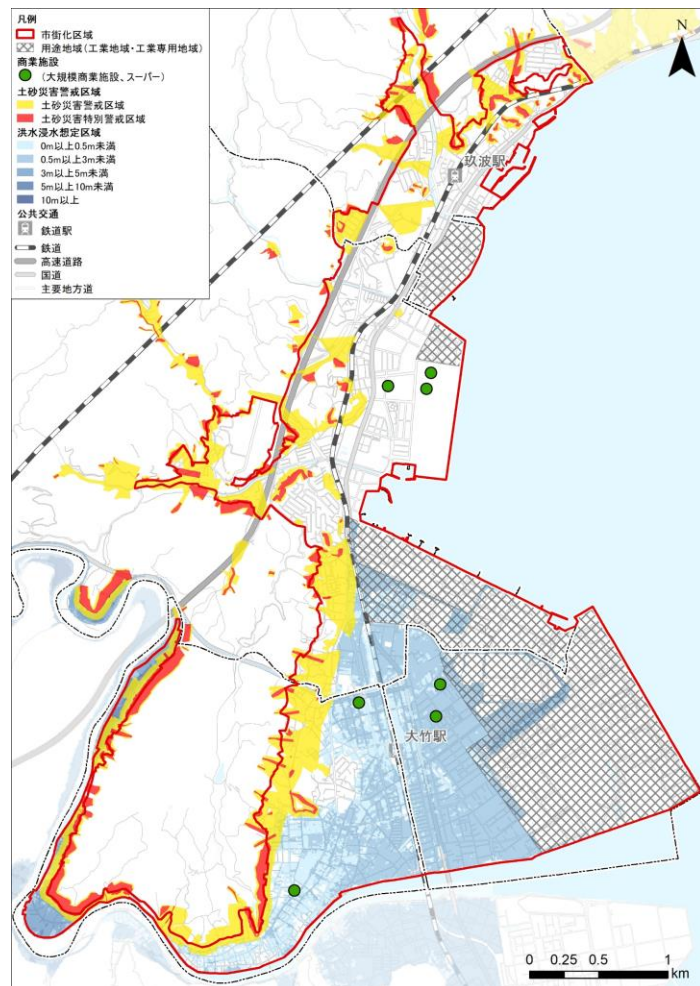 凡例
市街化区域
用途地域(工業地域・工業専用地域)
商業施設
(大規模商業施設、スーパー)
土砂災害警戒区域
土砂災害警戒区域
土砂災害特別警戒区域
洪水浸水想定区域
0m以上0.5m未満
0.5m以上3m未満
3m以上5m未満
5m以上10m未満
10m以上
公共交通
鉄道駅
鉄道
高速道路
国道
主要地方道
N
玖波駅
大竹駅
0 0.25 0.5 1
km